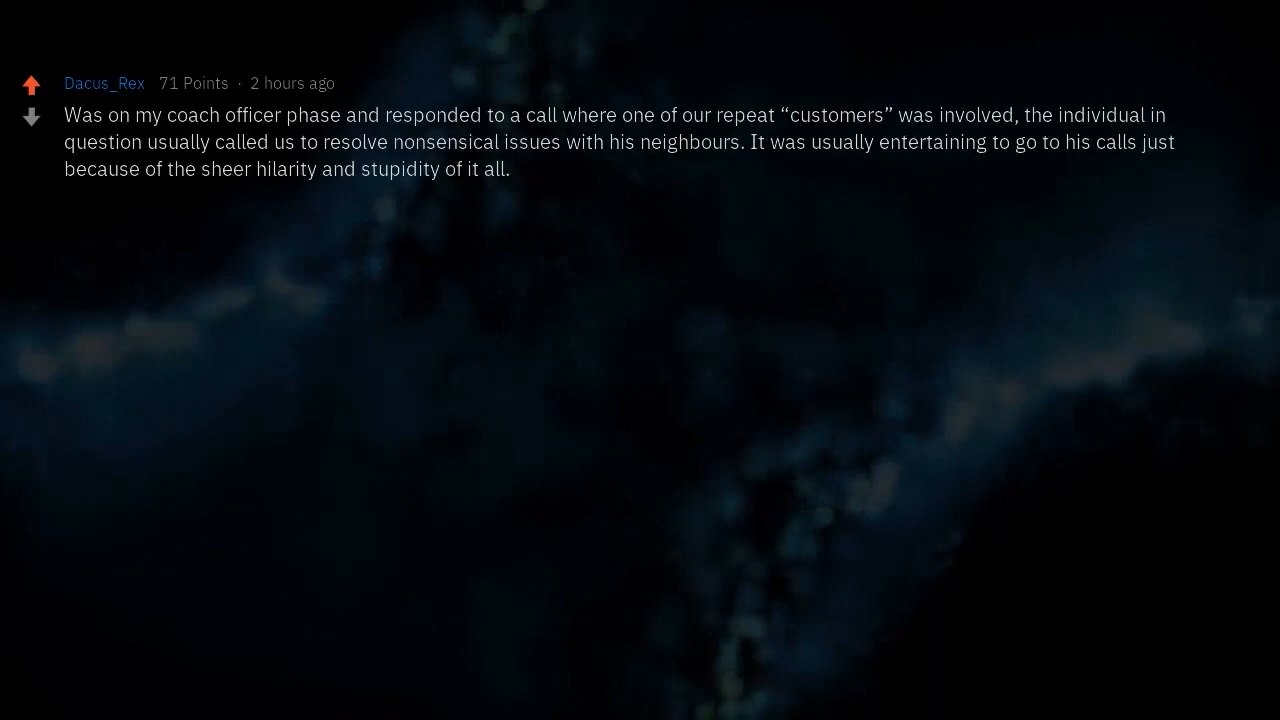 Dacus_Rex 71 Points · 2 hours ago
Was on my coach officer phase and responded to a call where one of our repeat “customers” was involved, the individual in
question usually called us to resolve nonsensical issues with his neighbours. It was usually entertaining to go to his calls just
because of the sheer hilarity and stupidity of it all.